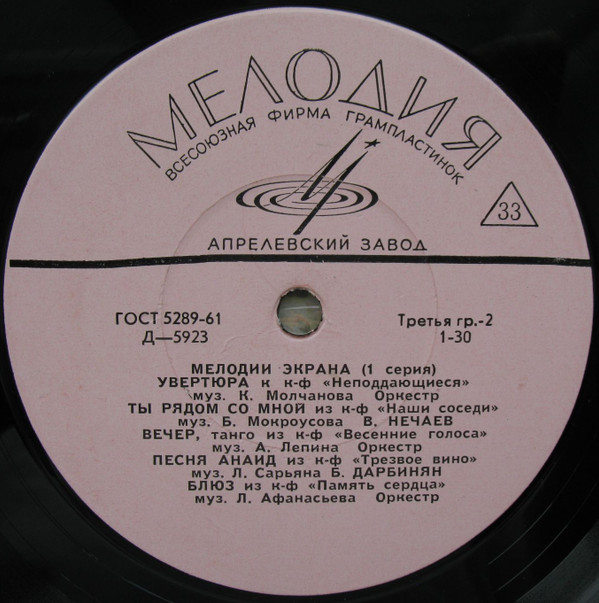 МЕЛОДИЯ
ВСЕСОЮЗНАЯ ФИРМА ГРАМПЛАСТИНОК
33
АПРЕЛЕВСКИЙ ЗАВОД
ГОСТ 5289-61
Третья гр.-2
Д—5923
1-30
МЕЛОДИИ ЭКРАНА (1 серия)
УВЕРТЮРА к к-ф «Неподдающиеся»
муз. К. Молчанова Оркестр
ТЫ РЯДОМ СО МНОЙ из к-ф «Наши соседи»
муз. Б. Мокроусова В. НЕЧАЕВ
ВЕЧЕР, танго из к-ф «Весенние голоса»
муз. А. Лепина Оркестр
ПЕСНЯ АНАИД из к-ф «Трезвое вино»
муз. Л. Сарьяна Б. ДАРБИНЯН
БЛЮЗ из к-ф «Память сердца»
муз. Л. Афанасьева Оркестр